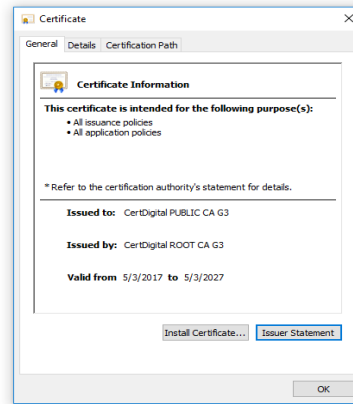 Certificate
General Details Certification Path
Certificate Information
This certificate is intended for the following purpose(s):
• All issuance policies
• All application policies
* Refer to the certification authority's statement for details.
Issued to: CertDigital PUBLIC CA G3
Issued by: CertDigital ROOT CA G3
Valid from 5/3/2017 to 5/3/2027
Install Certificate... Issuer Statement
OK